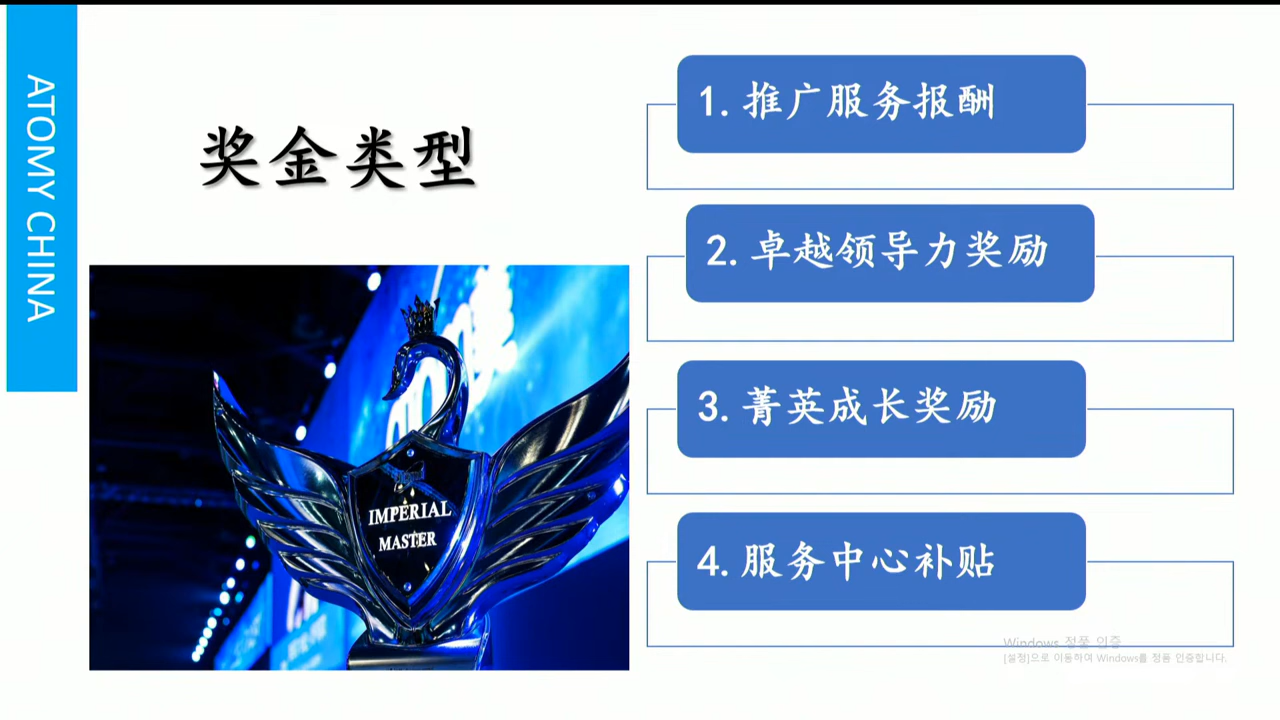 ATOMY CHINA
奖金类型
IMPERIAL
MASTER
1.推广服务报酬
2.卓越领导力奖励
3.菁英成长奖励
4.服务中心补贴
Windows 정품 인증
[설정]으로 이동하여 Windows를 정품 인증합니다.